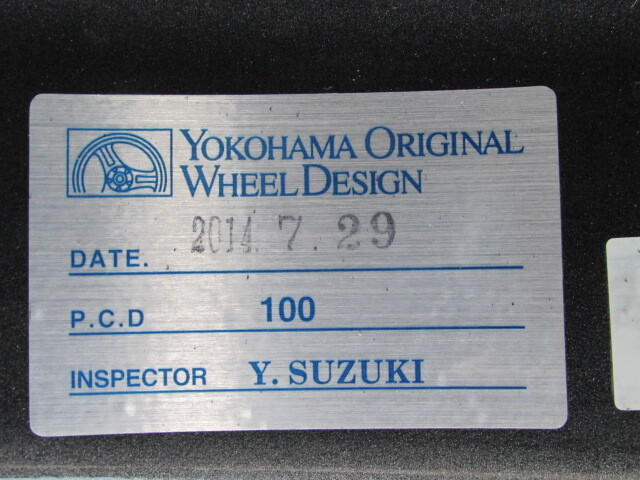 YOKOHAMA ORIGINAL
WHEEL DESIGN
DATE. 2014. 7. 29
P.C.D 100
INSPECTOR Y. SUZUKI